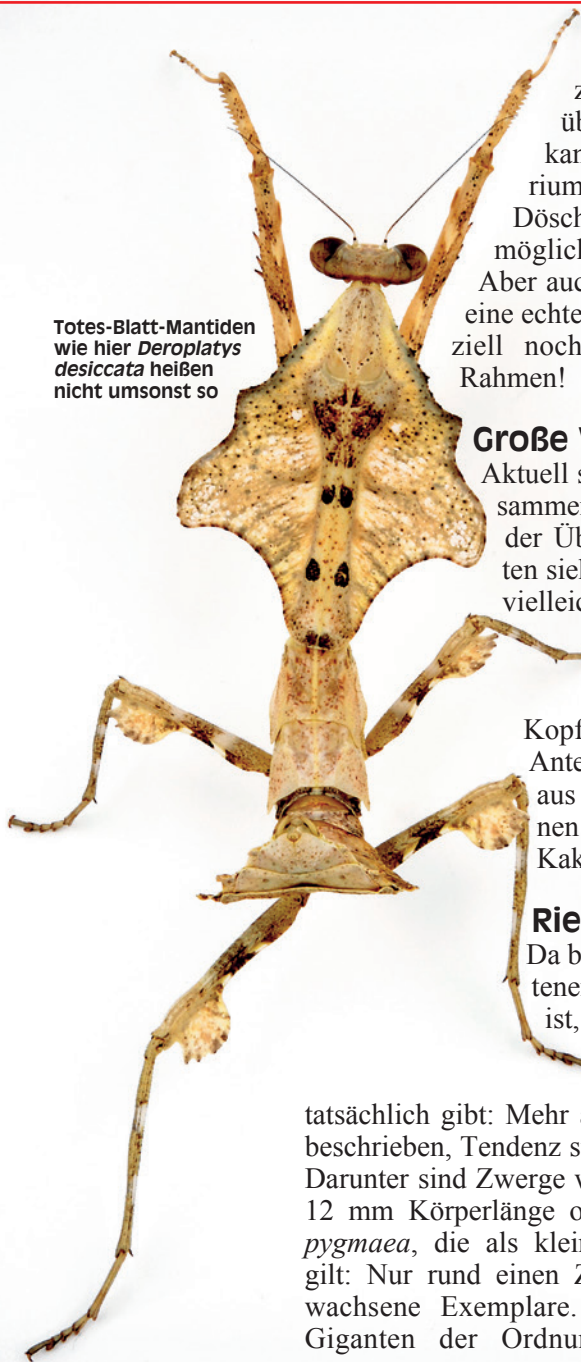 Totes-Blatt-Mantiden
wie hier Deroplatys
desiccata heißen
nicht umsonst so
z
üb
kan
rium
Dösch
möglich
Aber auc
eine echte
ziell noch
Rahmen!
Große
Aktuell s
sammen
der Üb
ten sieh
vielleic
Kopf
Ante
aus
nen
Kak
Rie
Da b
tener
ist,
tatsächlich gibt: Mehr
beschrieben, Tendenz s
Darunter sind Zwerge
12 mm Körperlänge o
pygmaea, die als klein
gilt: Nur rund einen Z
wachsene Exemplare.
Giganten der Ordnu